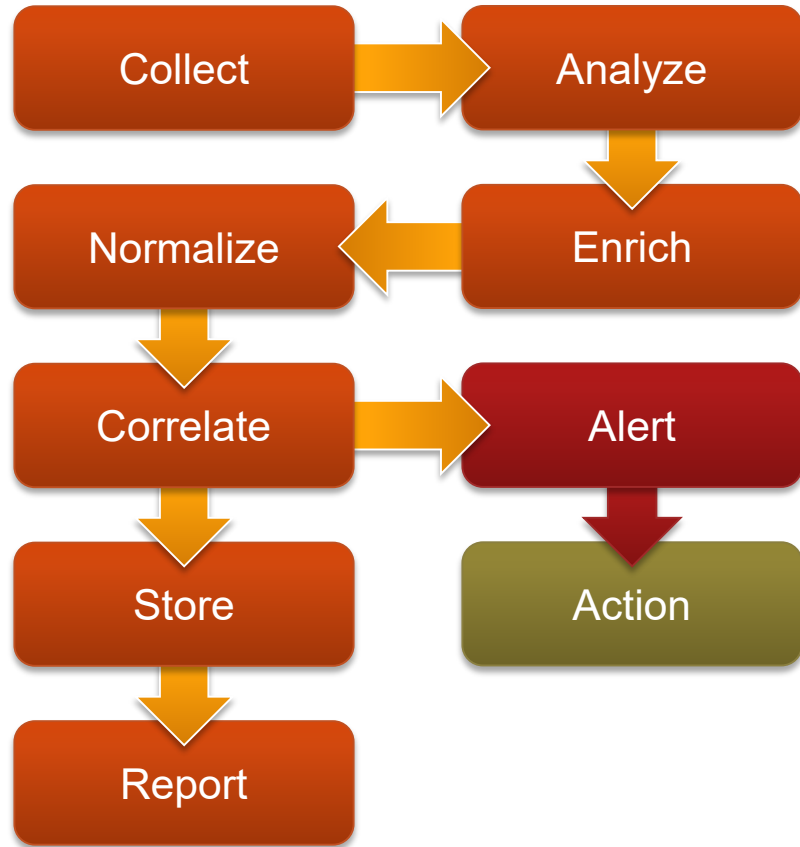 Collect
Analyze
Enrich
Normalize
Correlate
Alert
Store
Action
Report